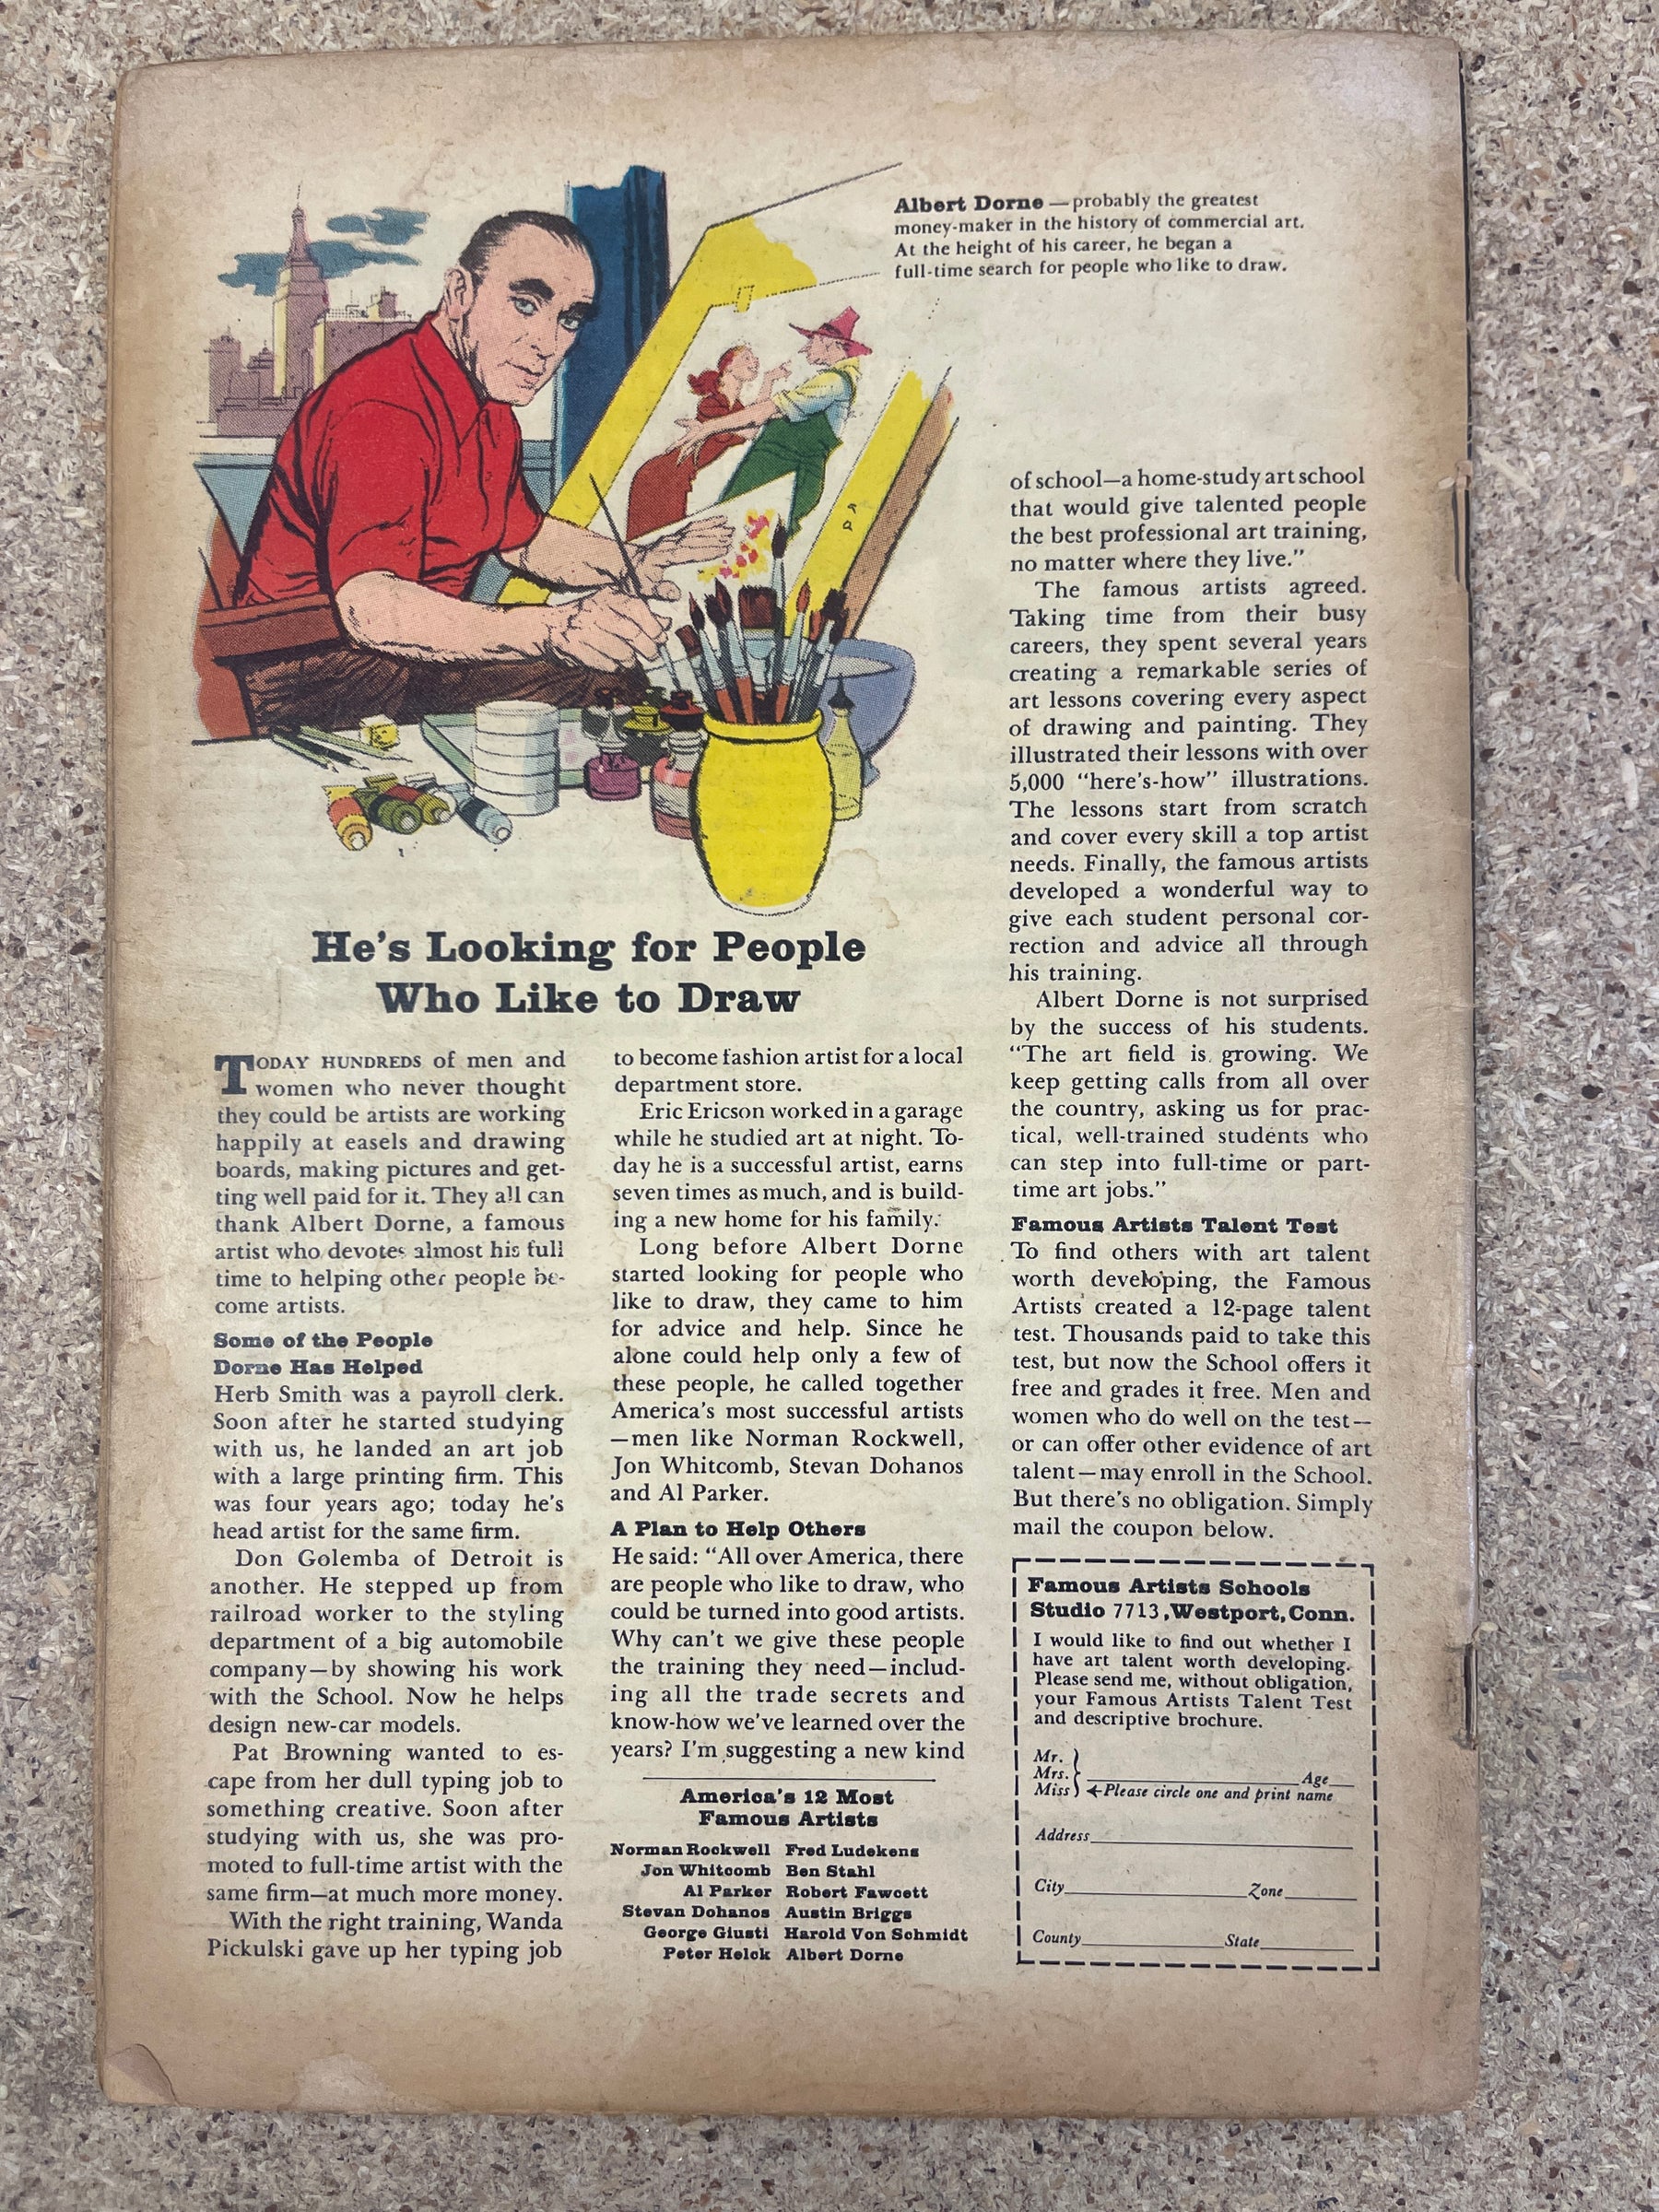 Albert Dorne — probably the greatest
money-maker in the history of commercial art.
At the height of his career, he began a
full-time search for people who like to draw.
He's Looking for People
Who Like to Draw
TODAY HUNDREDS of men and
women who never thought
they could be artists are working
happily at easels and drawing
boards, making pictures and get-
ting well paid for it. They all can
thank Albert Dorne, a famous
artist who devotes almost his full
time to helping other people be-
come artists.
Some of the People
Dorne Has Helped
Herb Smith was a payroll clerk.
Soon after he started studying
with us, he landed an art job
with a large printing firm. This
was four years ago; today he's
head artist for the same firm.
Don Golemba of Detroit is
another. He stepped up from
railroad worker to the styling
department of a big automobile
company—by showing his work
with the School. Now he helps
design new-car models.
Pat Browning wanted to es-
cape from her dull typing job to
something creative. Soon after
studying with us, she was pro-
moted to full-time artist with the
same firm—at much more money.
With the right training, Wanda
Pickulski gave up her typing job
to become fashion artist for a local
department store.
Eric Ericson worked in a garage
while he studied art at night. To-
day he is a successful artist, earns
seven times as much, and is build-
ing a new home for his family.
Long before Albert Dorne
started looking for people who
like to draw, they came to him
for advice and help. Since he
alone could help only a few of
these people, he called together
America's most successful artists
—men like Norman Rockwell,
Jon Whitcomb, Stevan Dohanos
and Al Parker.
A Plan to Help Others
He said: "All over America, there
are people who like to draw, who
could be turned into good artists.
Why can't we give these people
the training they need—includ-
ing all the trade secrets and
know-how we've learned over the
years? I'm suggesting a new kind
America's 12 Most
Famous Artists
Norman Rockwell Fred Ludekens
Jon Whitcomb Ben Stahl
Al Parker Robert Fawcett
Stevan Dohanos Austin Briggs
George Giusti Harold Von Schmidt
Peter Helck Albert Dorne
of school—a home-study art school
that would give talented people
the best professional art training,
no matter where they live."
The famous artists agreed.
Taking time from their busy
careers, they spent several years
creating a remarkable series of
art lessons covering every aspect
of drawing and painting. They
illustrated their lessons with over
5,000 "here's-how" illustrations.
The lessons start from scratch
and cover every skill a top artist
needs. Finally, the famous artists
developed a wonderful way to
give each student personal cor-
rection and advice all through
his training.
Albert Dorne is not surprised
by the success of his students.
"The art field is growing. We
keep getting calls from all over
the country, asking us for prac-
tical, well-trained students who
can step into full-time or part-
time art jobs."
Famous Artists Talent Test
To find others with art talent
worth developing, the Famous
Artists created a 12-page talent
test. Thousands paid to take this
test, but now the School offers it
free and grades it free. Men and
women who do well on the test—
or can offer other evidence of art
talent—may enroll in the School.
But there's no obligation. Simply
mail the coupon below.
Famous Artists Schools
Studio 7713, Westport, Conn.
I would like to find out whether I
have art talent worth developing.
Please send me, without obligation,
your Famous Artists Talent Test
and descriptive brochure.
Mr.
Mrs. Age
Miss ←Please circle one and print name
Address
City Zone
County State